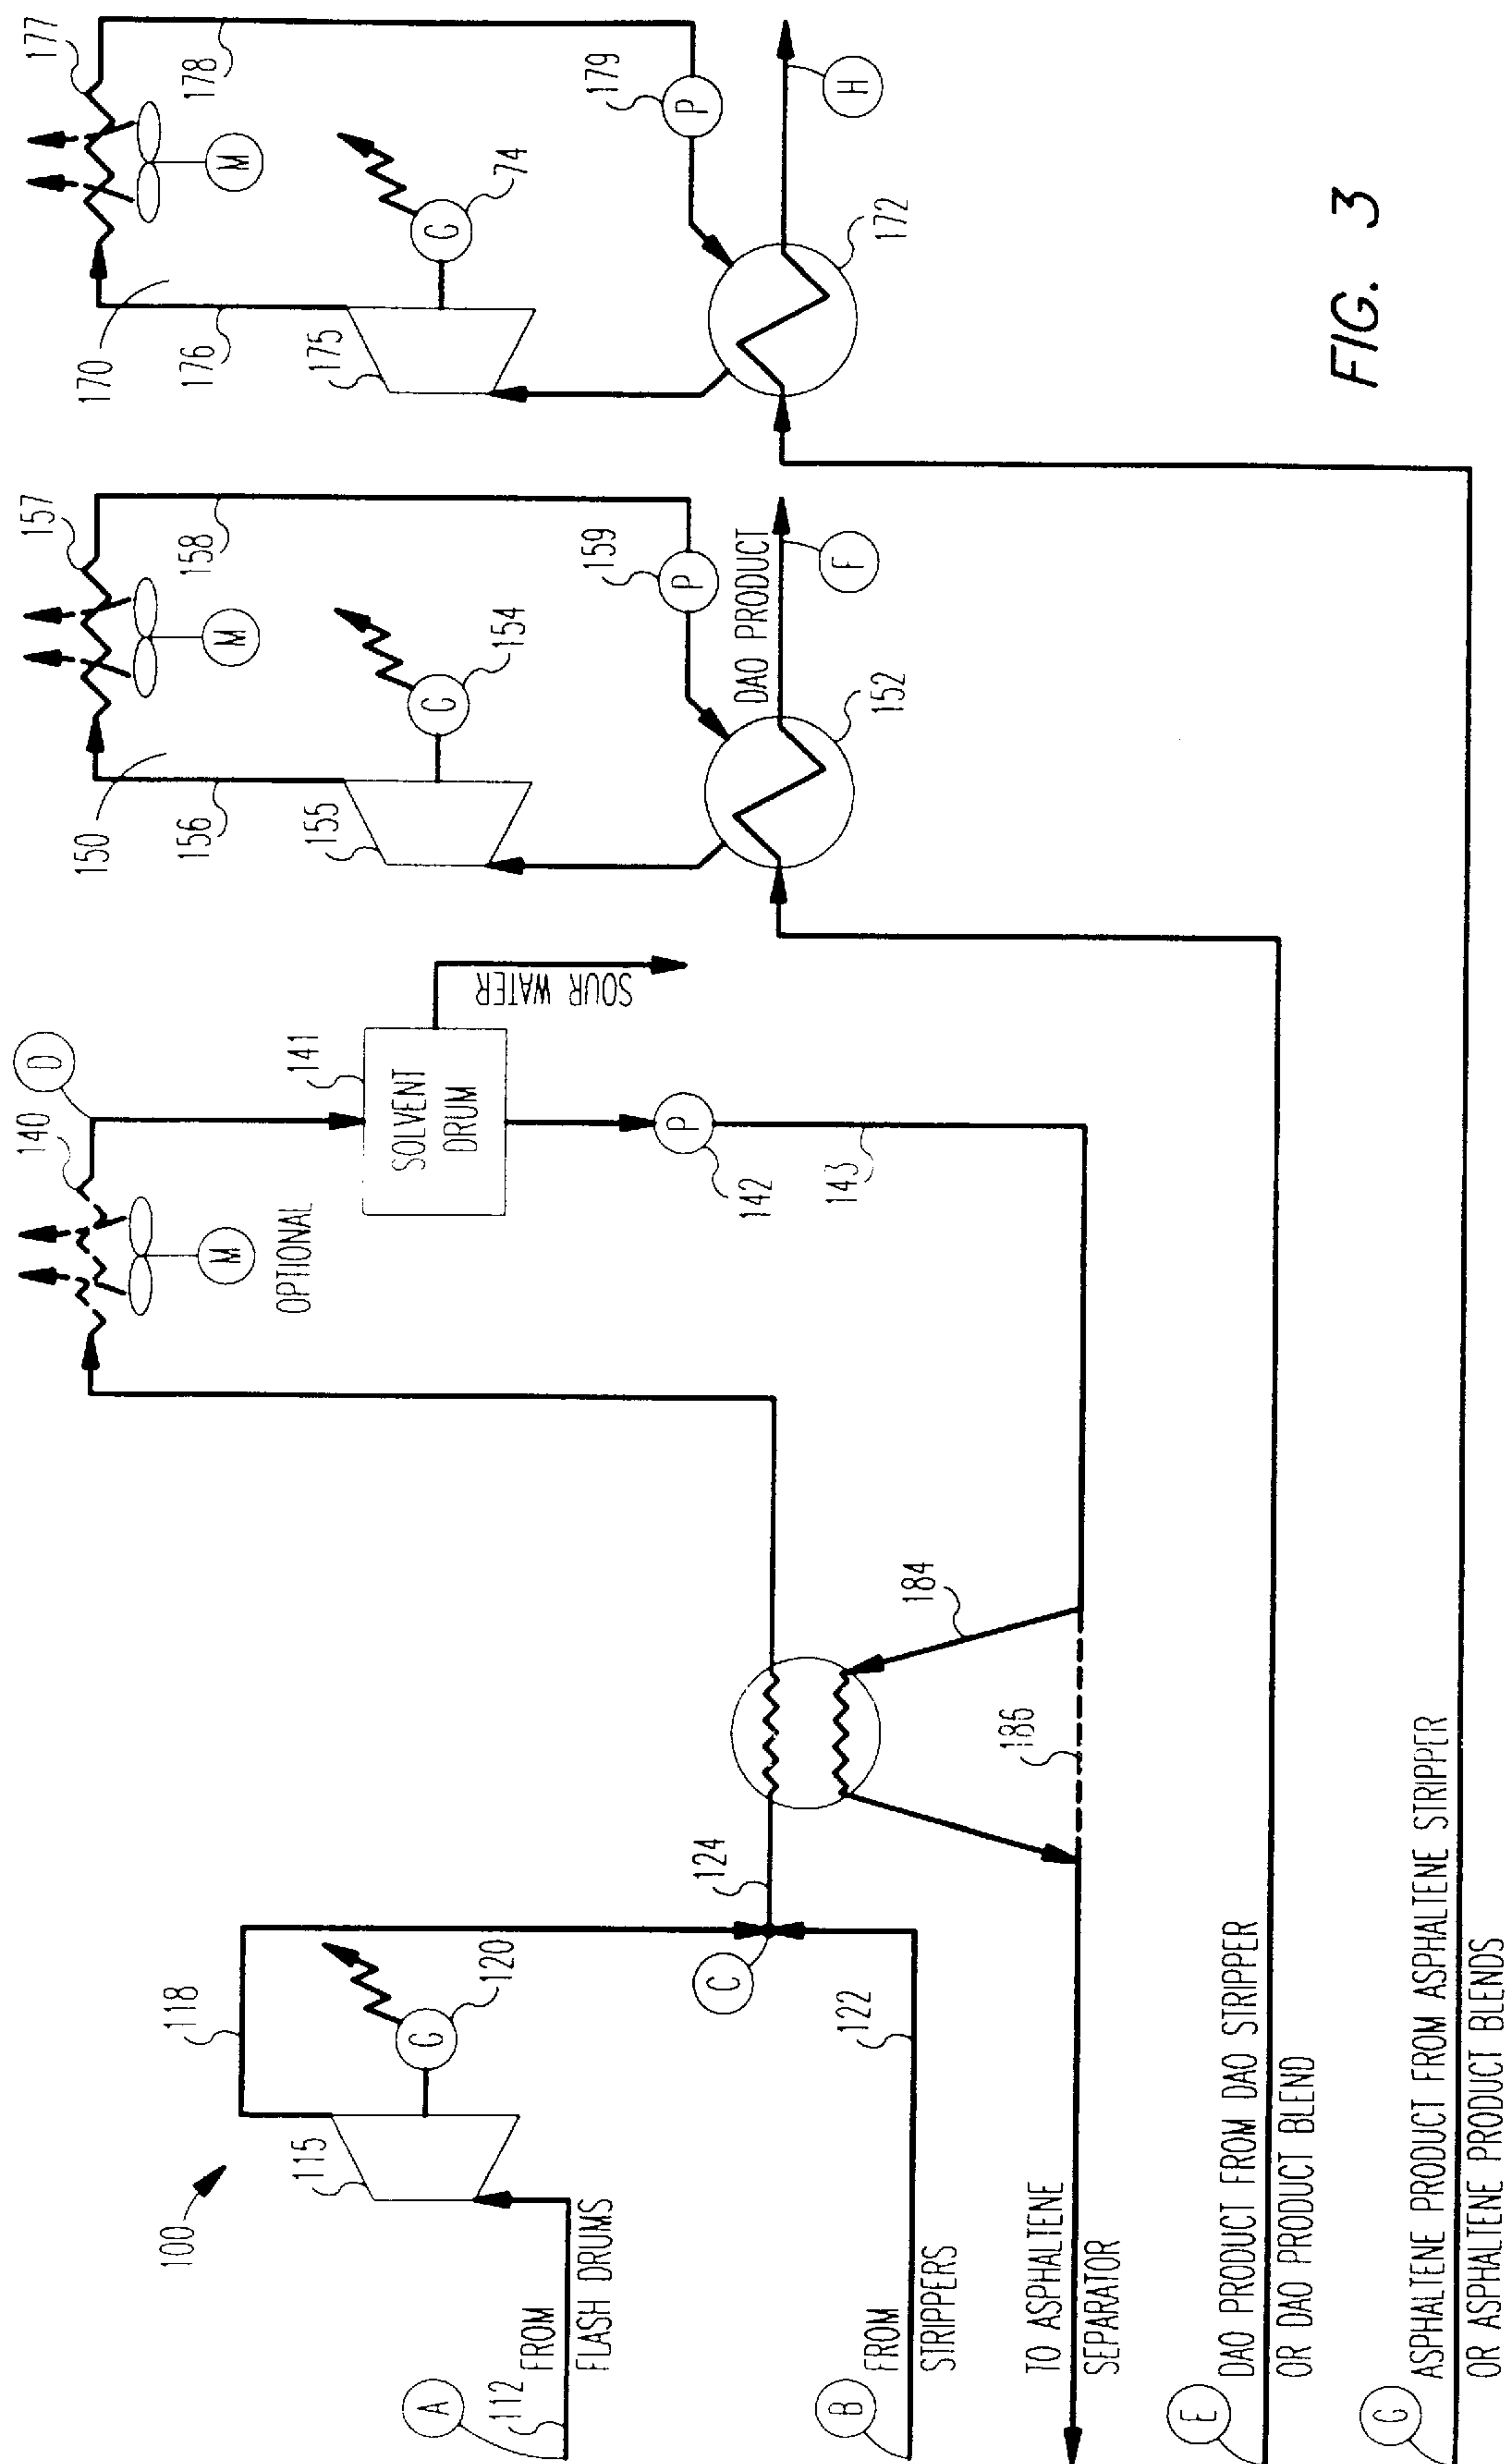 100
A
112
FROM
FLASH DRUMS
115
118
G
120
B
FROM
STRIPPERS
122
C
124
140
M
OPTIONAL
D
141
SOLVENT
DRUM
SOUR WATER
P
142
143
184
186
TO ASPHALTENE
SEPARATOR
150
156
155
157
M
158
G
154
P
159
DAO PRODUCT
F
152
170
176
175
177
M
178
G
74
P
179
H
172
E
DAO PRODUCT FROM DAO STRIPPER
OR DAO PRODUCT BLEND
G
ASPHALTENE PRODUCT FROM ASPHALTENE STRIPPER
OR ASPHALTENE PRODUCT BLENDS
FIG. 3